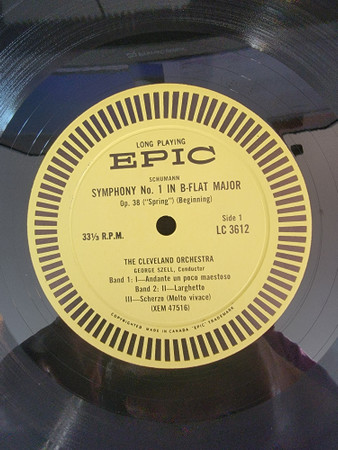 LONG PLAYING
EPIC
SCHUMANN
SYMPHONY No. 1 IN B-FLAT MAJOR
Op. 38 ("Spring") (Beginning)
Side 1
33⅓ R.P.M.
LC 3612
THE CLEVELAND ORCHESTRA
GEORGE SZELL, Conductor
Band 1: I—Andante un poco maestoso
Band 2: II—Larghetto
III—Scherzo (Molto vivace)
(XEM 47516)
COPYRIGHTED MADE IN CANADA "EPIC" TRADEMARK